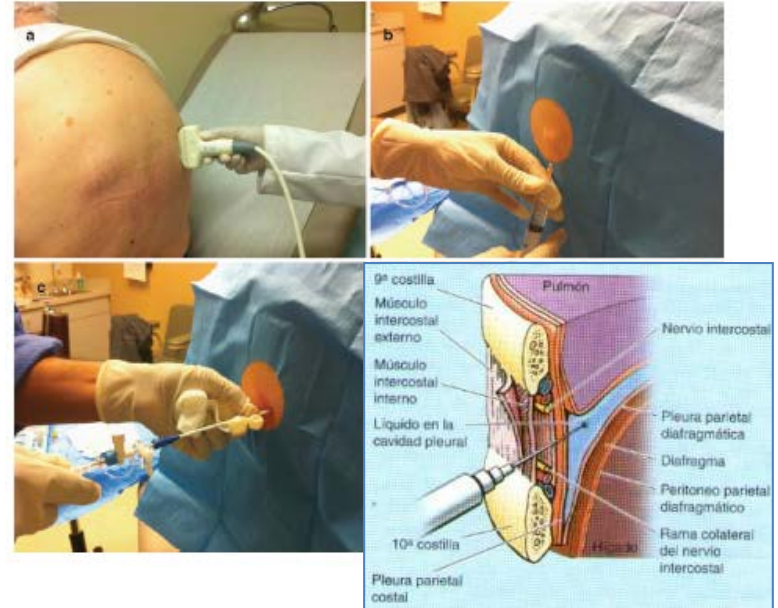 a
b
c
9ª costilla
Músculo
intercostal
externo
Músculo
intercostal
interno
Líquido en la
cavidad pleural
10ª costilla
Pleura parietal
costal
Pulmón
Nervio intercostal
Pleura parietal
diafragmática
Diafragma
Peritoneo parietal
diafragmático
Rama colateral
del nervio
intercostal
Hígado